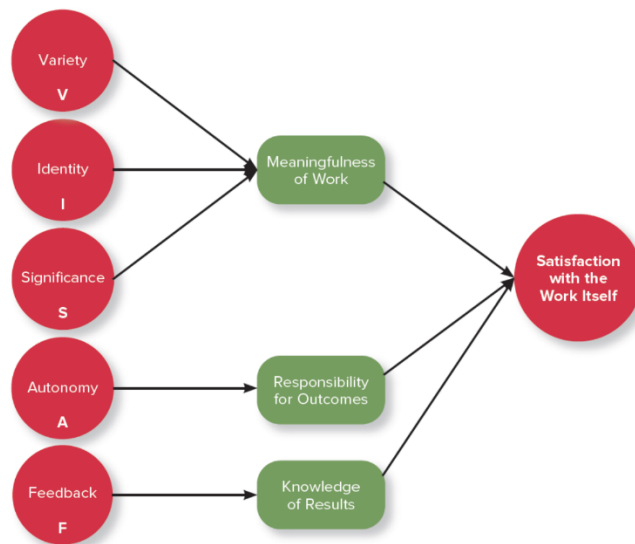 Variety
V
Identity
I
Significance
S
Autonomy
A
Feedback
F
Meaningfulness
of Work
Responsibility
for Outcomes
Knowledge
of Results
Satisfaction
with the
Work Itself